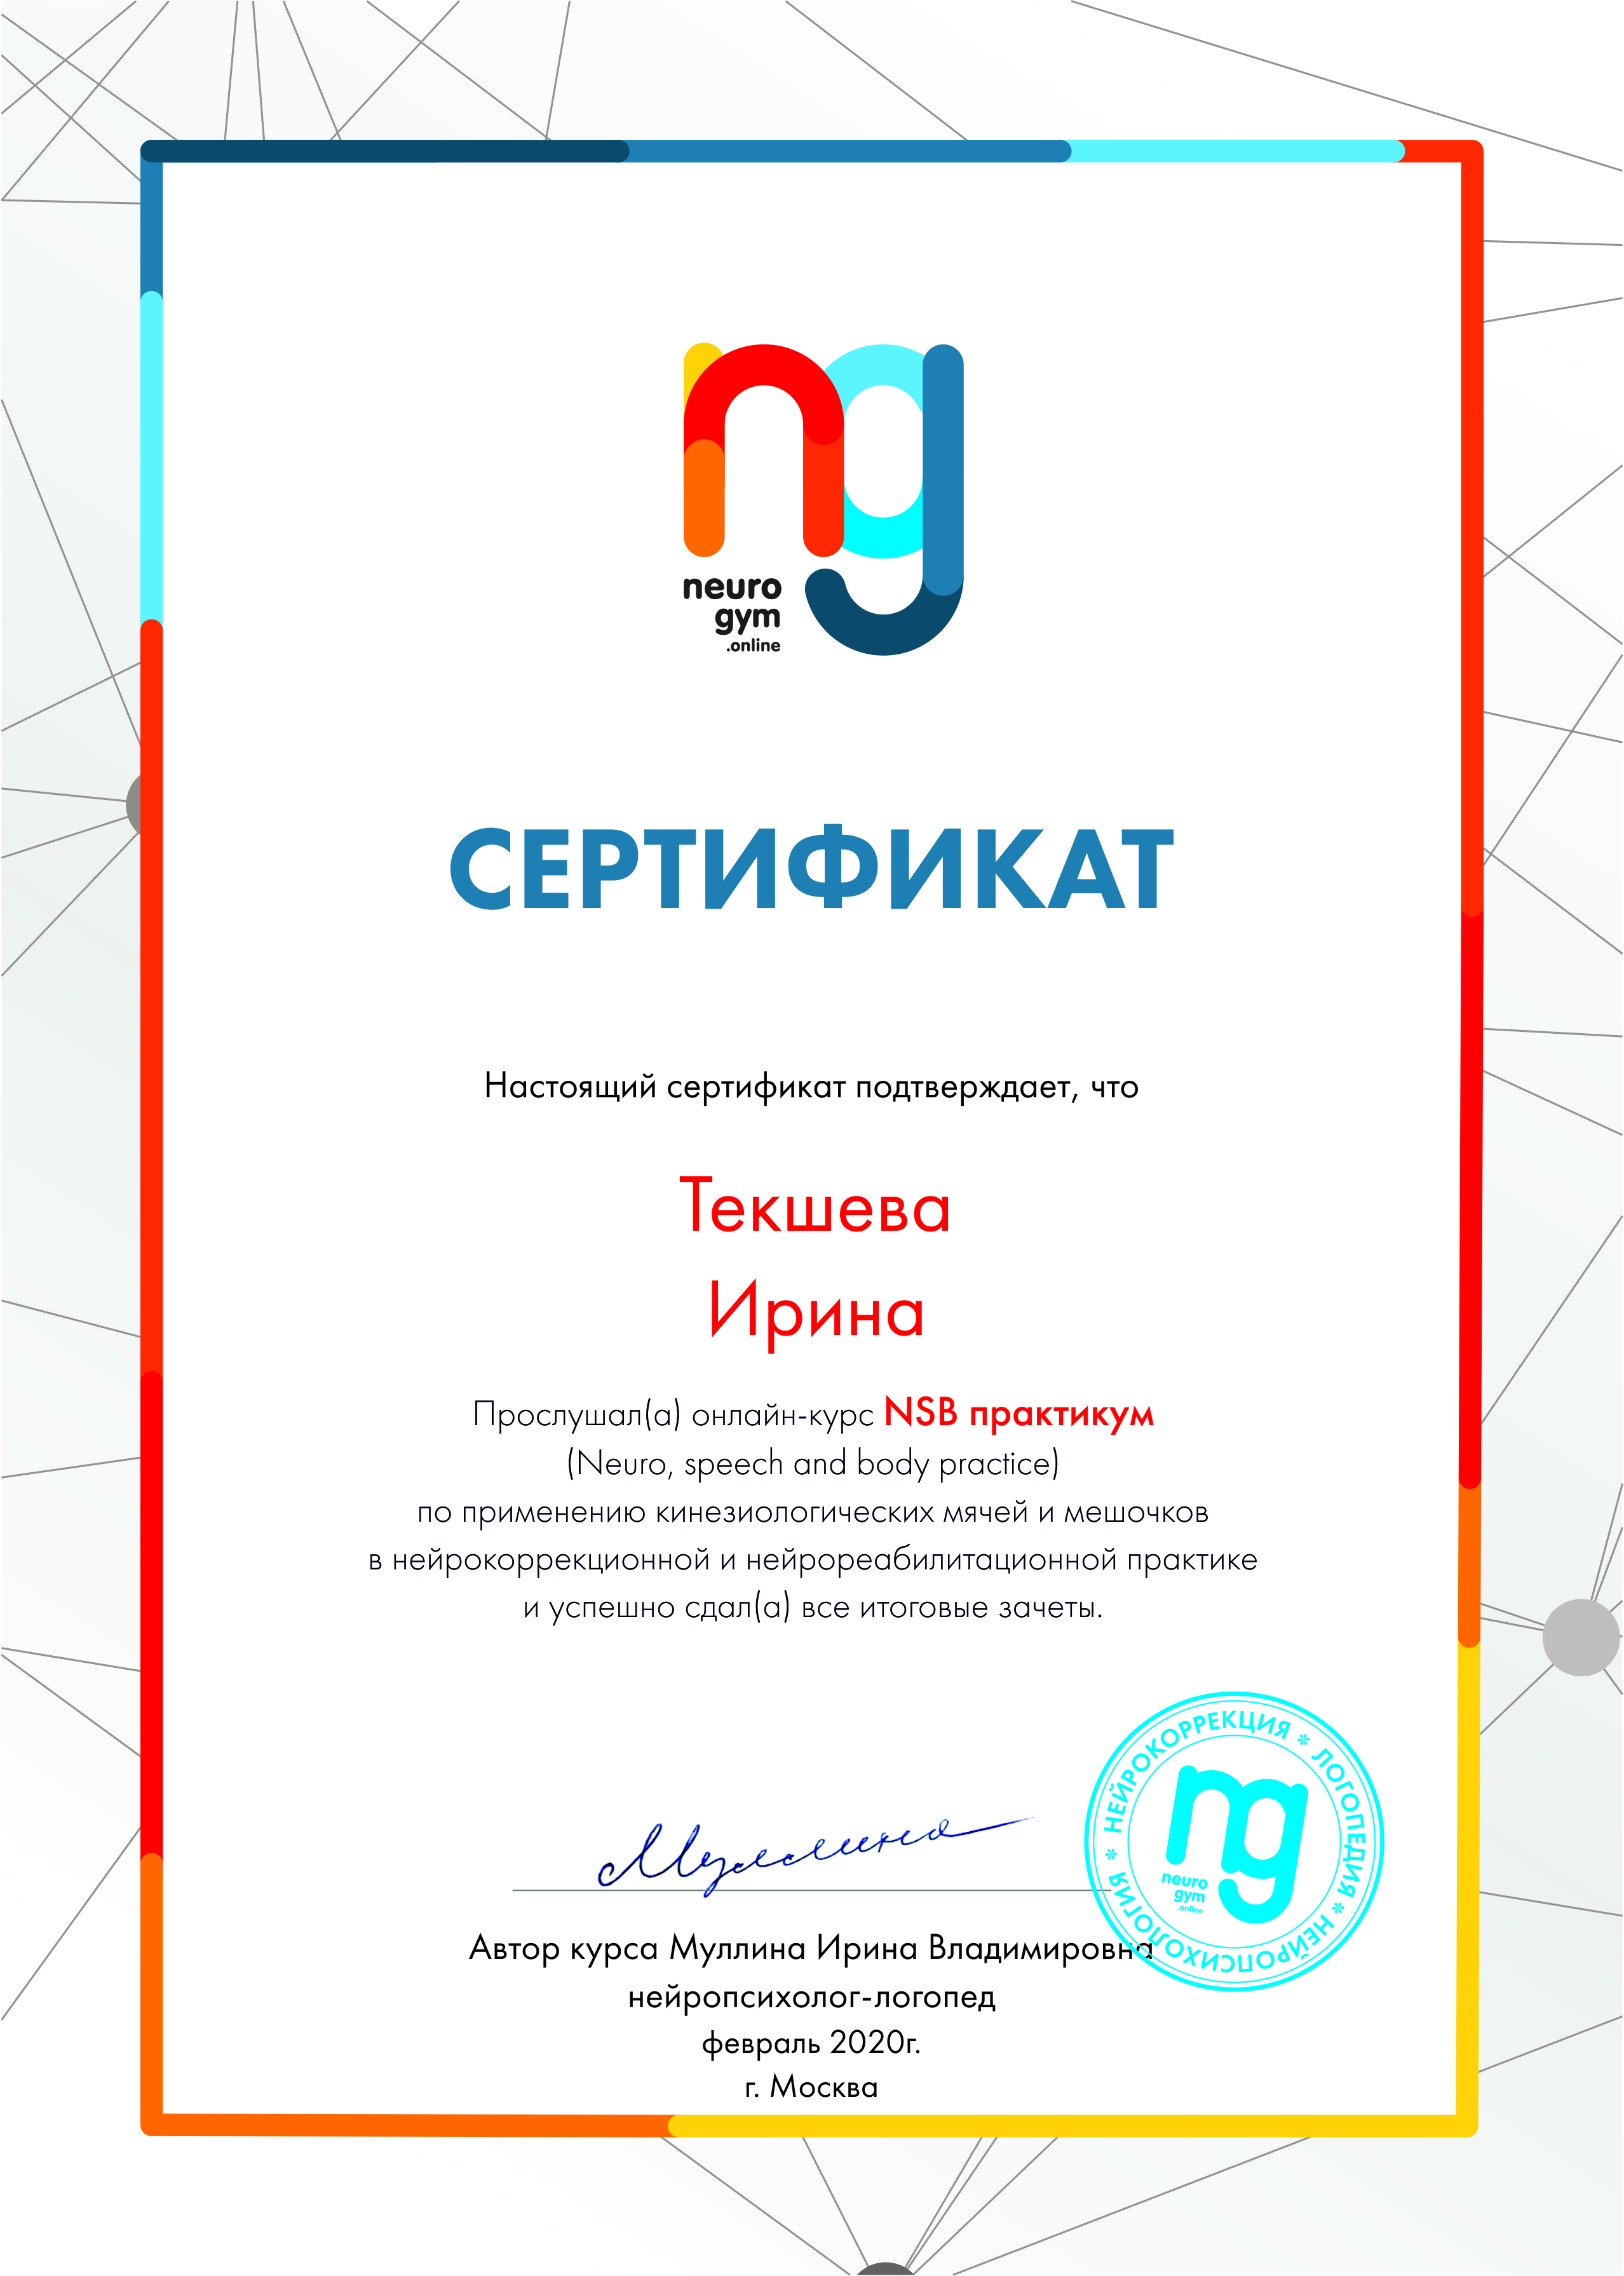 neuro
gym
.online
СЕРТИФИКАТ
Настоящий сертификат подтверждает, что
Текшева
Ирина
Прослушал(а) онлайн-курс NSB практикум
(Neuro, speech and body practice)
по применению кинезиологических мячей и мешочков
в нейрокоррекционной и нейрореабилитационной практике
и успешно сдал(а) все итоговые зачеты.
Муллина
НЕЙРОКОРРЕКЦИЯ * ЛОГОПЕДИЯ * НЕЙРОПСИХОЛОГИЯ *
neuro
gym
.online
Автор курса Муллина Ирина Владимировна
нейропсихолог-логопед
февраль 2020г.
г. Москва